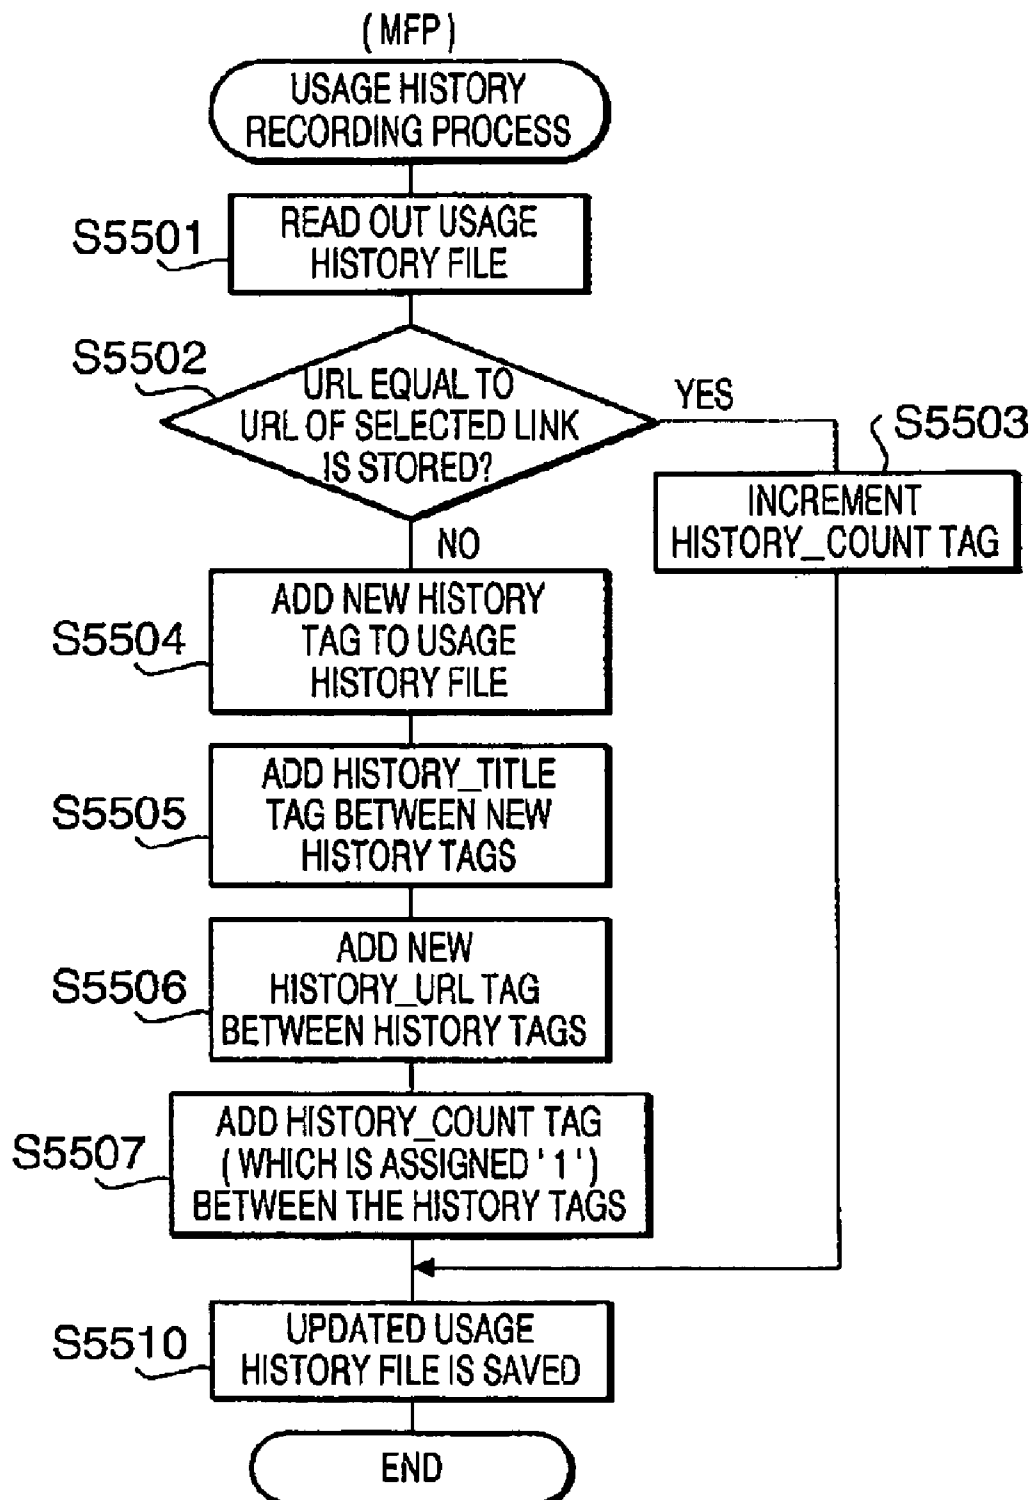 (MFP)
USAGE HISTORY
RECORDING PROCESS
S5501
READ OUT USAGE
HISTORY FILE
S5502
URL EQUAL TO
URL OF SELECTED LINK
IS STORED?
YES
S5503
INCREMENT
HISTORY_COUNT TAG
NO
S5504
ADD NEW HISTORY
TAG TO USAGE
HISTORY FILE
S5505
ADD HISTORY_TITLE
TAG BETWEEN NEW
HISTORY TAGS
S5506
ADD NEW
HISTORY_URL TAG
BETWEEN HISTORY TAGS
S5507
ADD HISTORY_COUNT TAG
(WHICH IS ASSIGNED '1')
BETWEEN THE HISTORY TAGS
S5510
UPDATED USAGE
HISTORY FILE IS SAVED
END